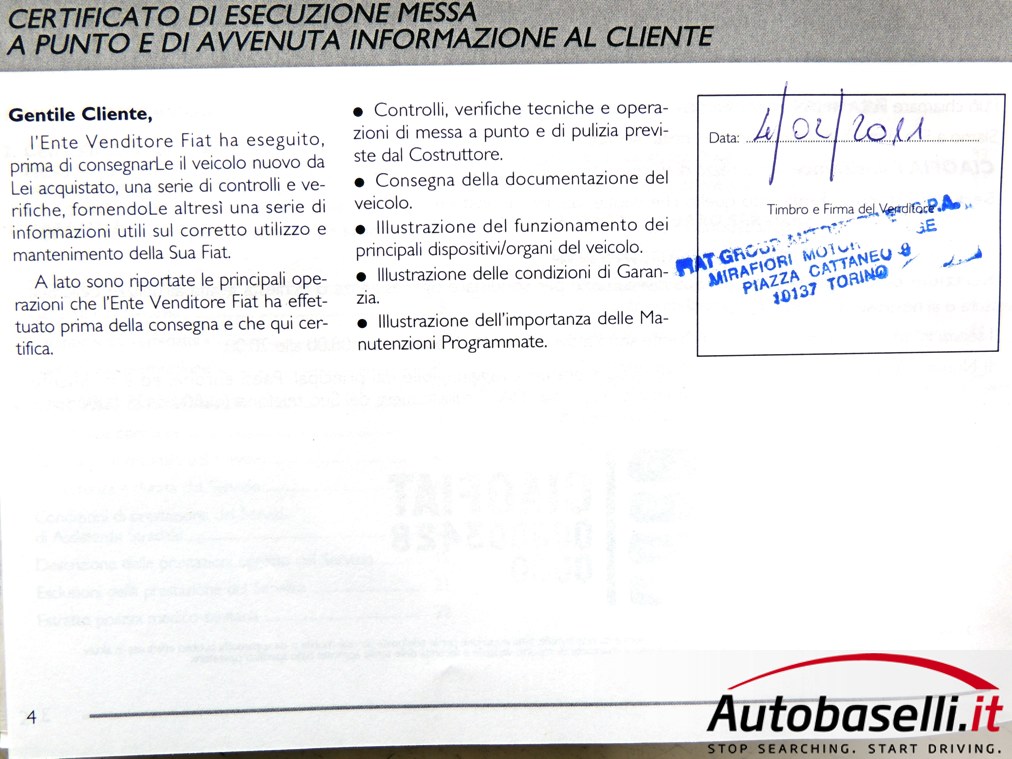 CERTIFICATO DI ESECUZIONE MESSA
A PUNTO E DI AVVENUTA INFORMAZIONE AL CLIENTE
Gentile Cliente,
l'Ente Venditore Fiat ha eseguito,
prima di consegnarLe il veicolo nuovo da
Lei acquistato, una serie di controlli e ve-
rifiche, fornendoLe altresì una serie di
informazioni utili sul corretto utilizzo e
mantenimento della Sua Fiat.
A lato sono riportate le principali ope-
razioni che l'Ente Venditore Fiat ha effet-
tuato prima della consegna e che qui cer-
tifica.
● Controlli, verifiche tecniche e opera-
zioni di messa a punto e di pulizia previ-
ste dal Costruttore.
● Consegna della documentazione del
veicolo.
● Illustrazione del funzionamento dei
principali dispositivi/organi del veicolo.
● Illustrazione delle condizioni di Garan-
zia.
● Illustrazione dell'importanza delle Ma-
nutenzioni Programmate.
Data: 4/02/2011
Timbro e Firma del Venditore
FIAT GROUP S.P.A.
MIRAFIORI
PIAZZA CATTANEO 9
10137 TORINO
4
Autobaselli.it
STOP SEARCHING. START DRIVING.